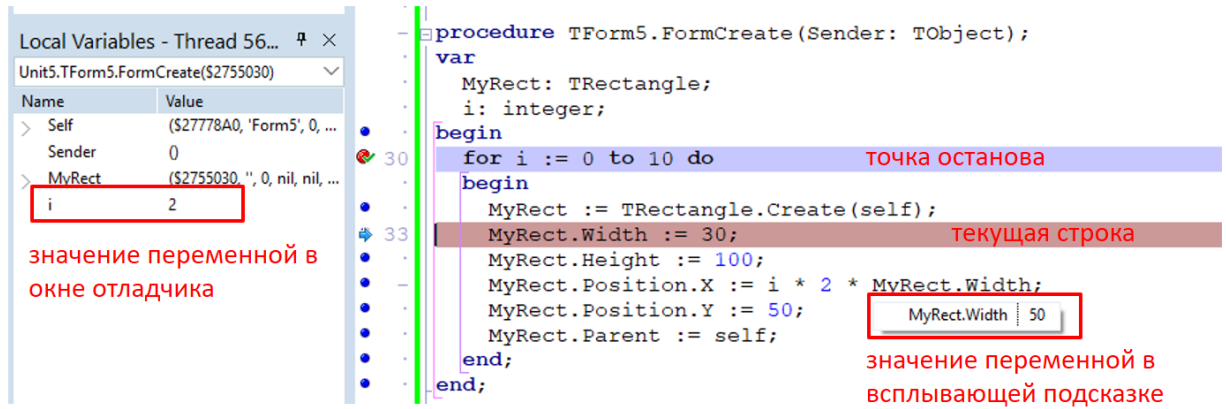 Local Variables - Thread 56...
Unit5.TForm5.FormCreate($2755030)
Name Value
Self ($27778A0, 'Form5', 0, ...
Sender ()
MyRect ($2755030, '', 0, nil, nil, ...
i 2
значение переменной в
окне отладчика
procedure TForm5.FormCreate(Sender: TObject);
var
MyRect: TRectangle;
i: integer;
begin
30 for i := 0 to 10 do точка останова
begin
MyRect := TRectangle.Create(self);
33 MyRect.Width := 30; текущая строка
MyRect.Height := 100;
MyRect.Position.X := i * 2 * MyRect.Width;
MyRect.Position.Y := 50;
MyRect.Width 50
MyRect.Parent := self;
end;
end;
значение переменной в
всплывающей подсказке